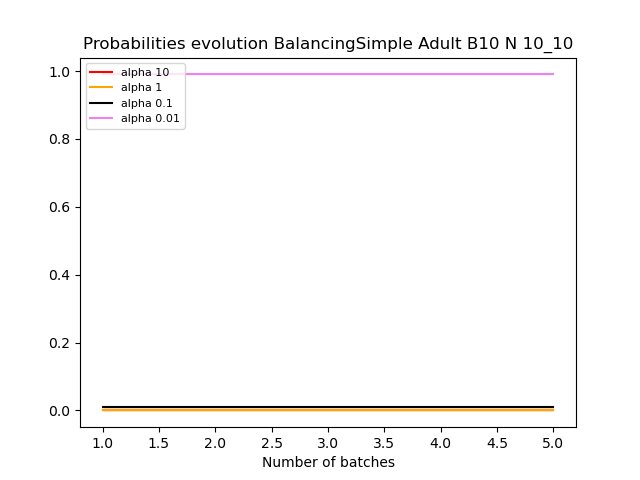 Probabilities evolution BalancingSimple Adult B10 N 10_10
1.0
0.8
0.6
0.4
0.2
0.0
alpha 10
alpha 1
alpha 0.1
alpha 0.01
1.0 1.5 2.0 2.5 3.0 3.5 4.0 4.5 5.0
Number of batches